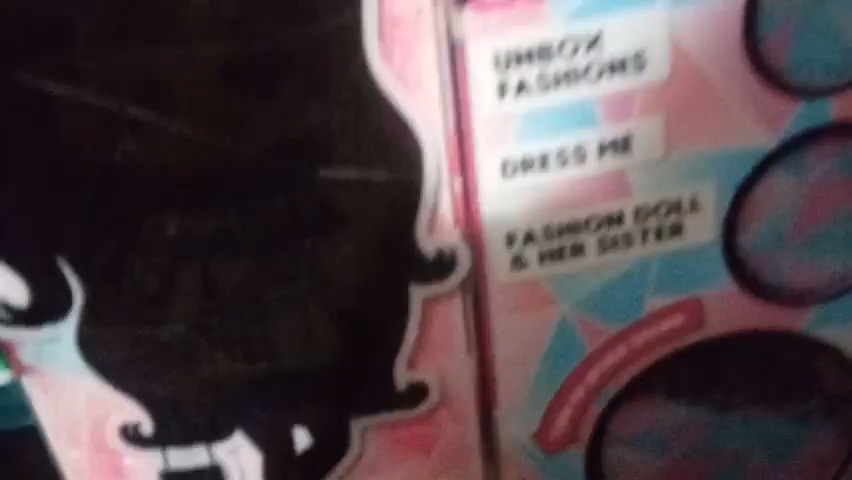 UNBOX
FASHIONS
DRESS ME
FASHION DOLL
& HER SISTER